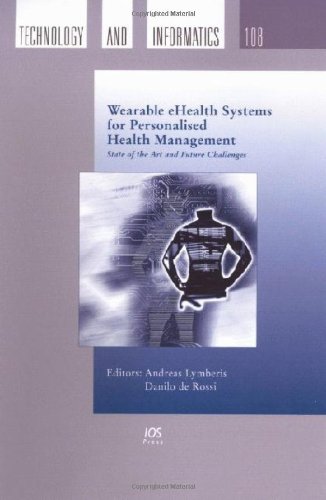 TECHNOLOGY AND INFORMATICS 108
Wearable eHealth Systems
for Personalised
Health Management
State of the Art and Future Challenges
Editors: Andreas Lymberis
Danilo de Rossi
IOS
Press